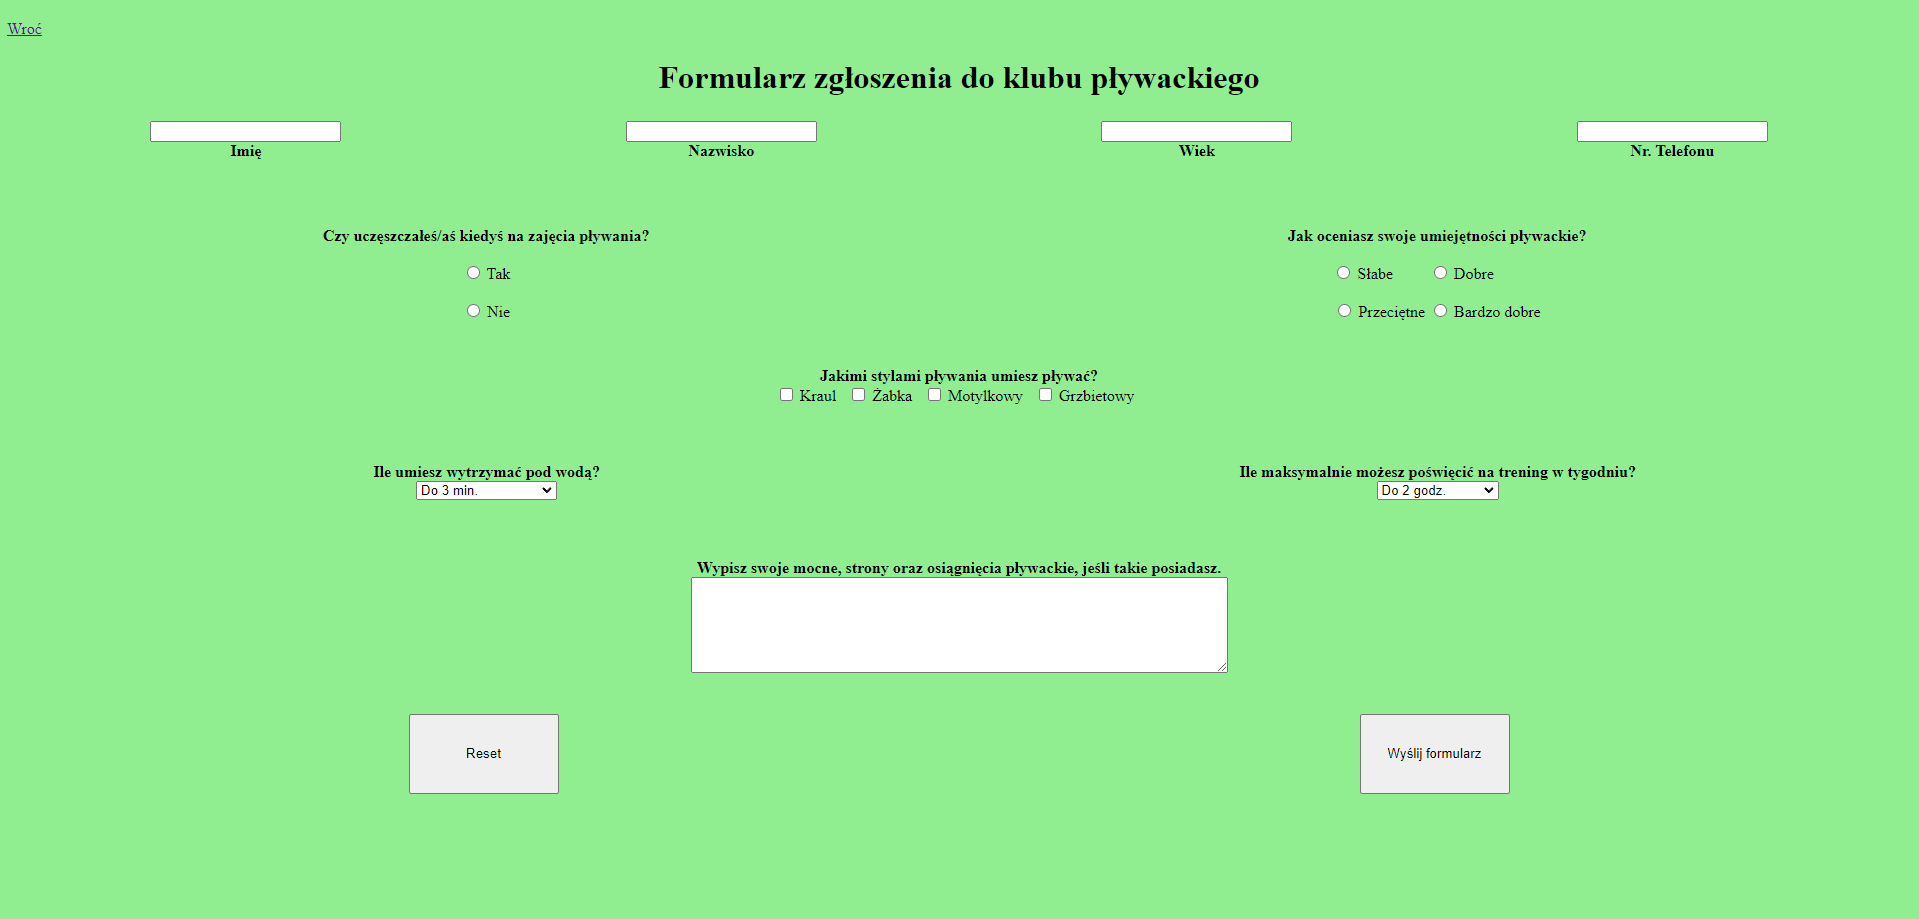 Wroć
Formularz zgłoszenia do klubu pływackiego
Imię Nazwisko Wiek Nr. Telefonu
Czy uczęszczałeś/aś kiedyś na zajęcia pływania? Jak oceniasz swoje umiejętności pływackie?
Tak Słabe Dobre
Nie Przeciętne Bardzo dobre
Jakimi stylami pływania umiesz pływać?
Kraul Żabka Motylkowy Grzbietowy
Ile umiesz wytrzymać pod wodą? Ile maksymalnie możesz poświęcić na trening w tygodniu?
Do 3 min. Do 2 godz.
Wypisz swoje mocne, strony oraz osiągnięcia pływackie, jeśli takie posiadasz.
Reset Wyślij formularz